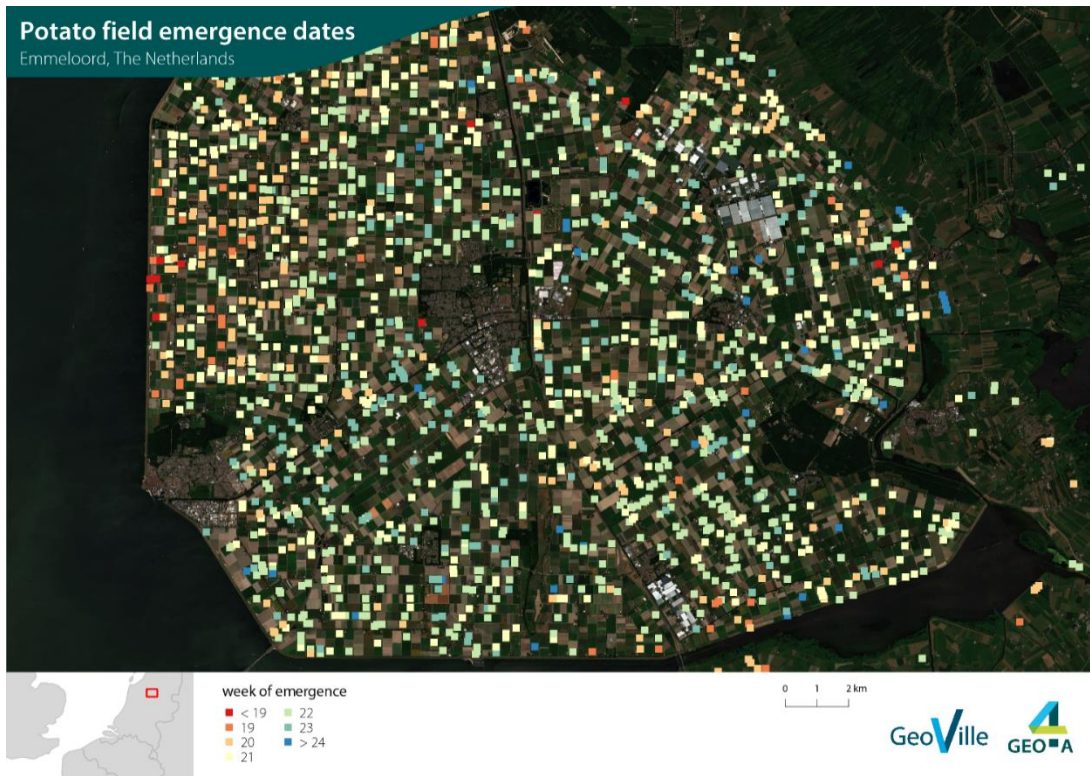 Potato field emergence dates
Emmeloord, The Netherlands
week of emergence
< 19
19
20
21
22
23
> 24
0 1 2 km
GeoVille
GEO4A